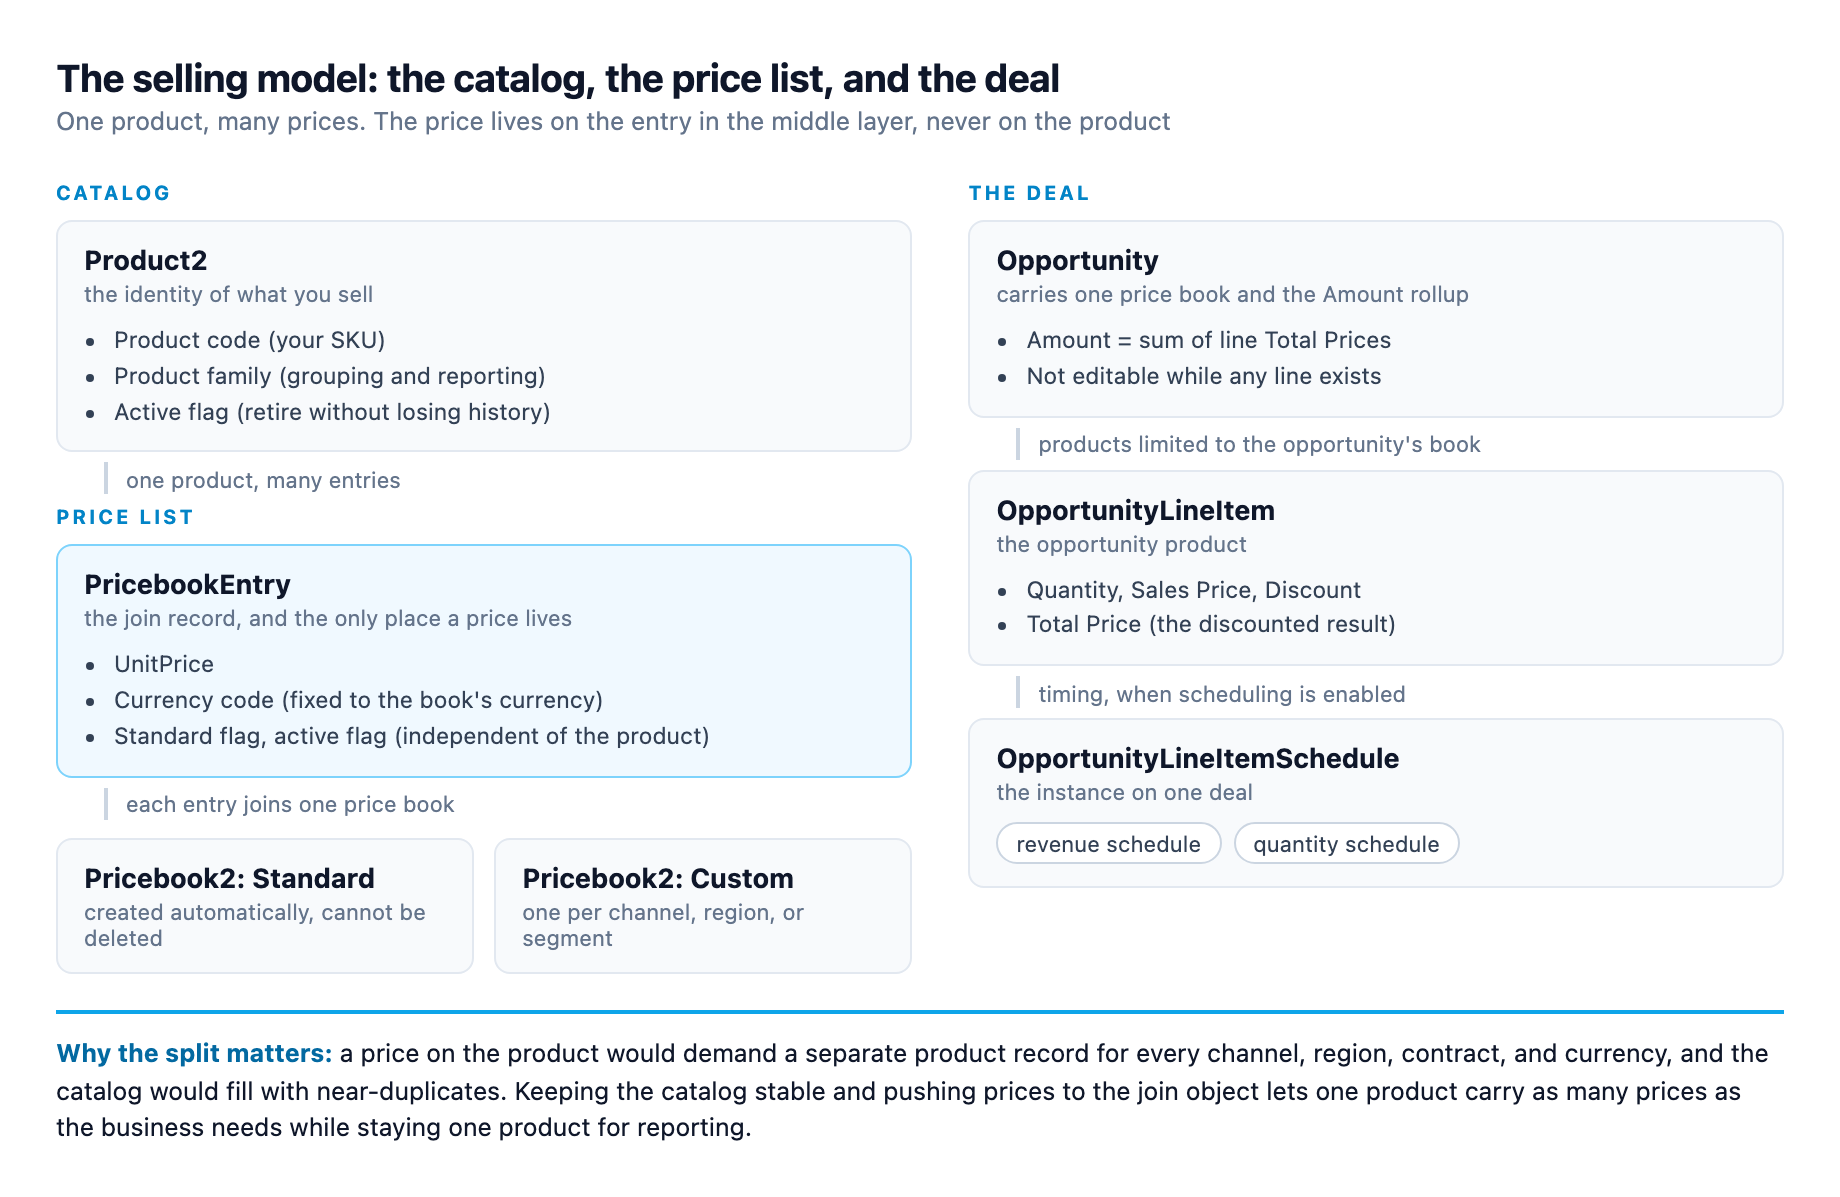 The selling model: the catalog, the price list, and the deal
One product, many prices. The price lives on the entry in the middle layer, never on the product
CATALOG
Product2
the identity of what you sell
• Product code (your SKU)
• Product family (grouping and reporting)
• Active flag (retire without losing history)
one product, many entries
PRICE LIST
PricebookEntry
the join record, and the only place a price lives
• UnitPrice
• Currency code (fixed to the book's currency)
• Standard flag, active flag (independent of the product)
each entry joins one price book
Pricebook2: Standard
created automatically, cannot be
deleted
Pricebook2: Custom
one per channel, region, or
segment
THE DEAL
Opportunity
carries one price book and the Amount rollup
• Amount = sum of line Total Prices
• Not editable while any line exists
products limited to the opportunity's book
OpportunityLineItem
the opportunity product
• Quantity, Sales Price, Discount
• Total Price (the discounted result)
timing, when scheduling is enabled
OpportunityLineItemSchedule
the instance on one deal
revenue schedule
quantity schedule
Why the split matters: a price on the product would demand a separate product record for every channel, region, contract, and currency, and the
catalog would fill with near-duplicates. Keeping the catalog stable and pushing prices to the join object lets one product carry as many prices as
the business needs while staying one product for reporting.